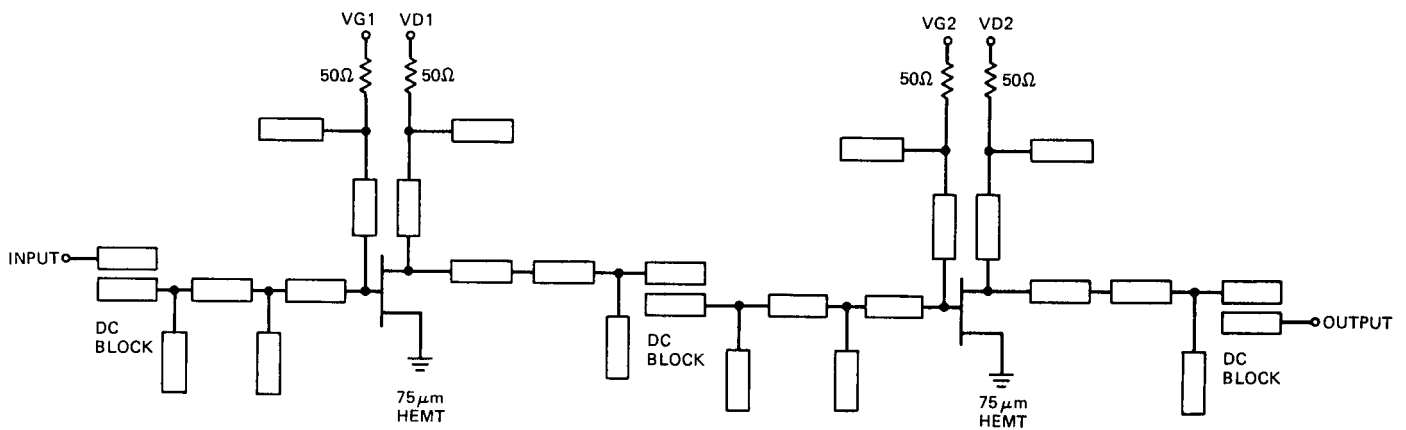 VG1 VD1
VG2 VD2
50Ω 50Ω
50Ω 50Ω
INPUT
DC
BLOCK
75μm
HEMT
DC
BLOCK
75μm
HEMT
OUTPUT
DC
BLOCK